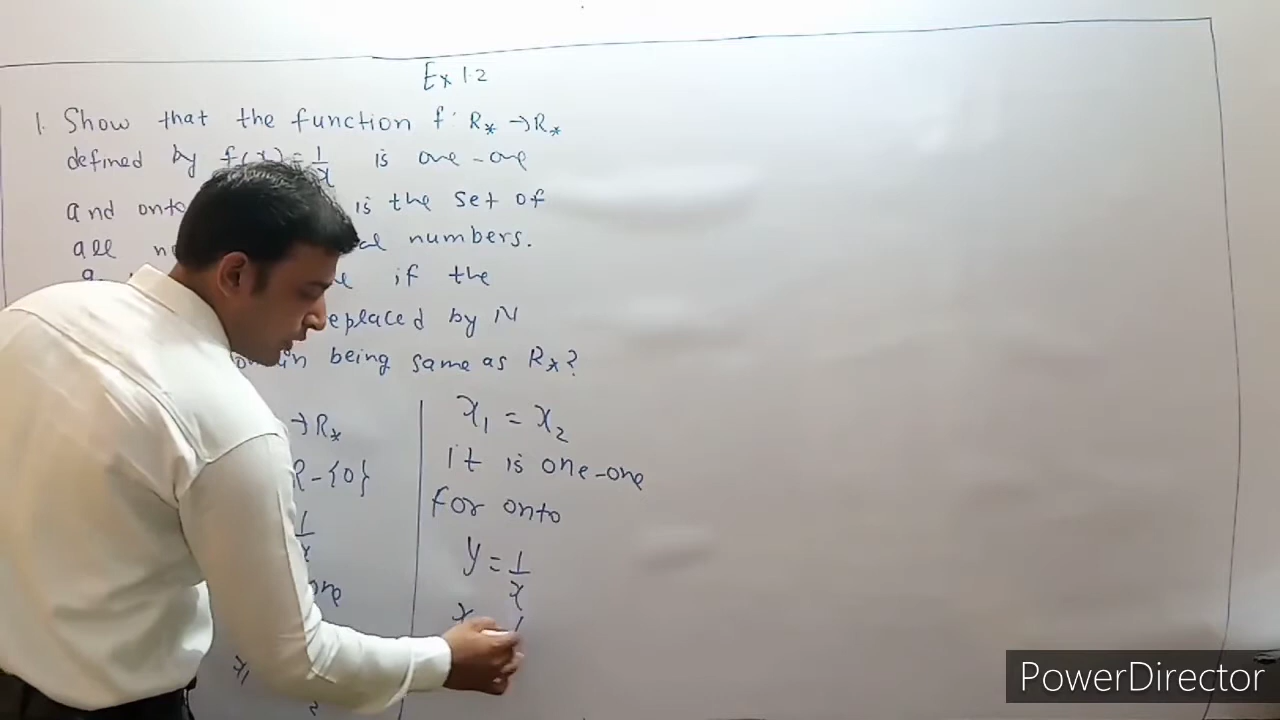 Ex 1.2
1. Show that the function f: R* → R*
defined by f(x) = 1/x is one-one
and onto is the set of
all numbers.
if the
replaced by N
being same as R*?
→ R*
R - {0}
1/x
one
x1
x1 = x2
it is one-one
for onto
y = 1/x
x
PowerDirector